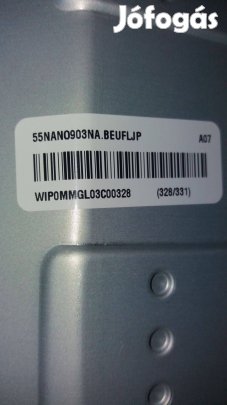 Jófogás
55NANO903NA.BEUFLJP A07
WIP0MMGL03C00328 (328/331)